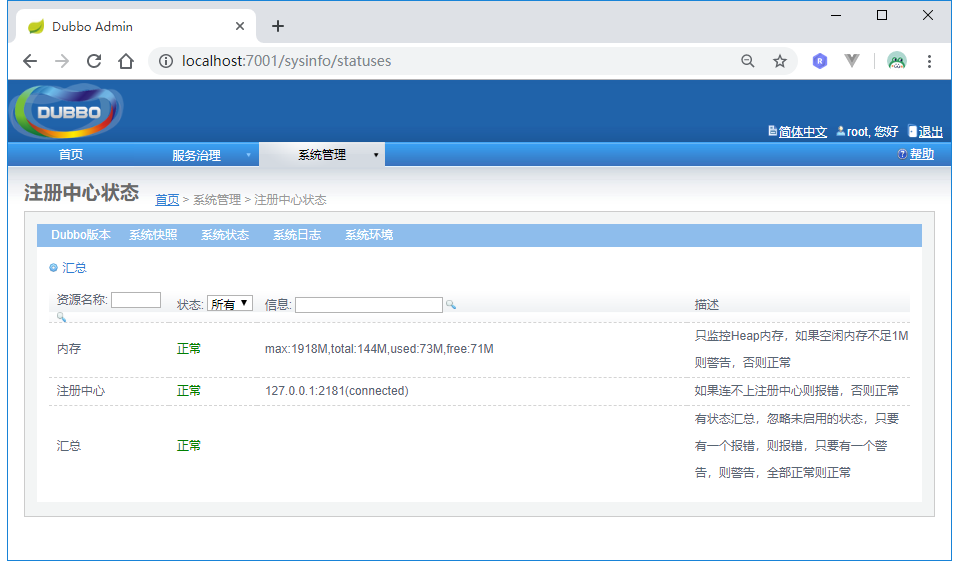 Dubbo Admin
localhost:7001/sysinfo/statuses
R
DUBBO
简体中文 root, 您好 退出
首页 服务治理 系统管理 帮助
注册中心状态 首页 > 系统管理 > 注册中心状态
Dubbo版本 系统快照 系统状态 系统日志 系统环境
汇总
资源名称: 状态: 所有 信息: 描述
内存 正常 max:1918M,total:144M,used:73M,free:71M 只监控Heap内存，如果空闲内存不足1M
则警告，否则正常
注册中心 正常 127.0.0.1:2181(connected) 如果连不上注册中心则报错，否则正常
有状态汇总，忽略未启用的状态，只要
汇总 正常 有一个报错，则报错，只要有一个警
告，则警告，全部正常则正常